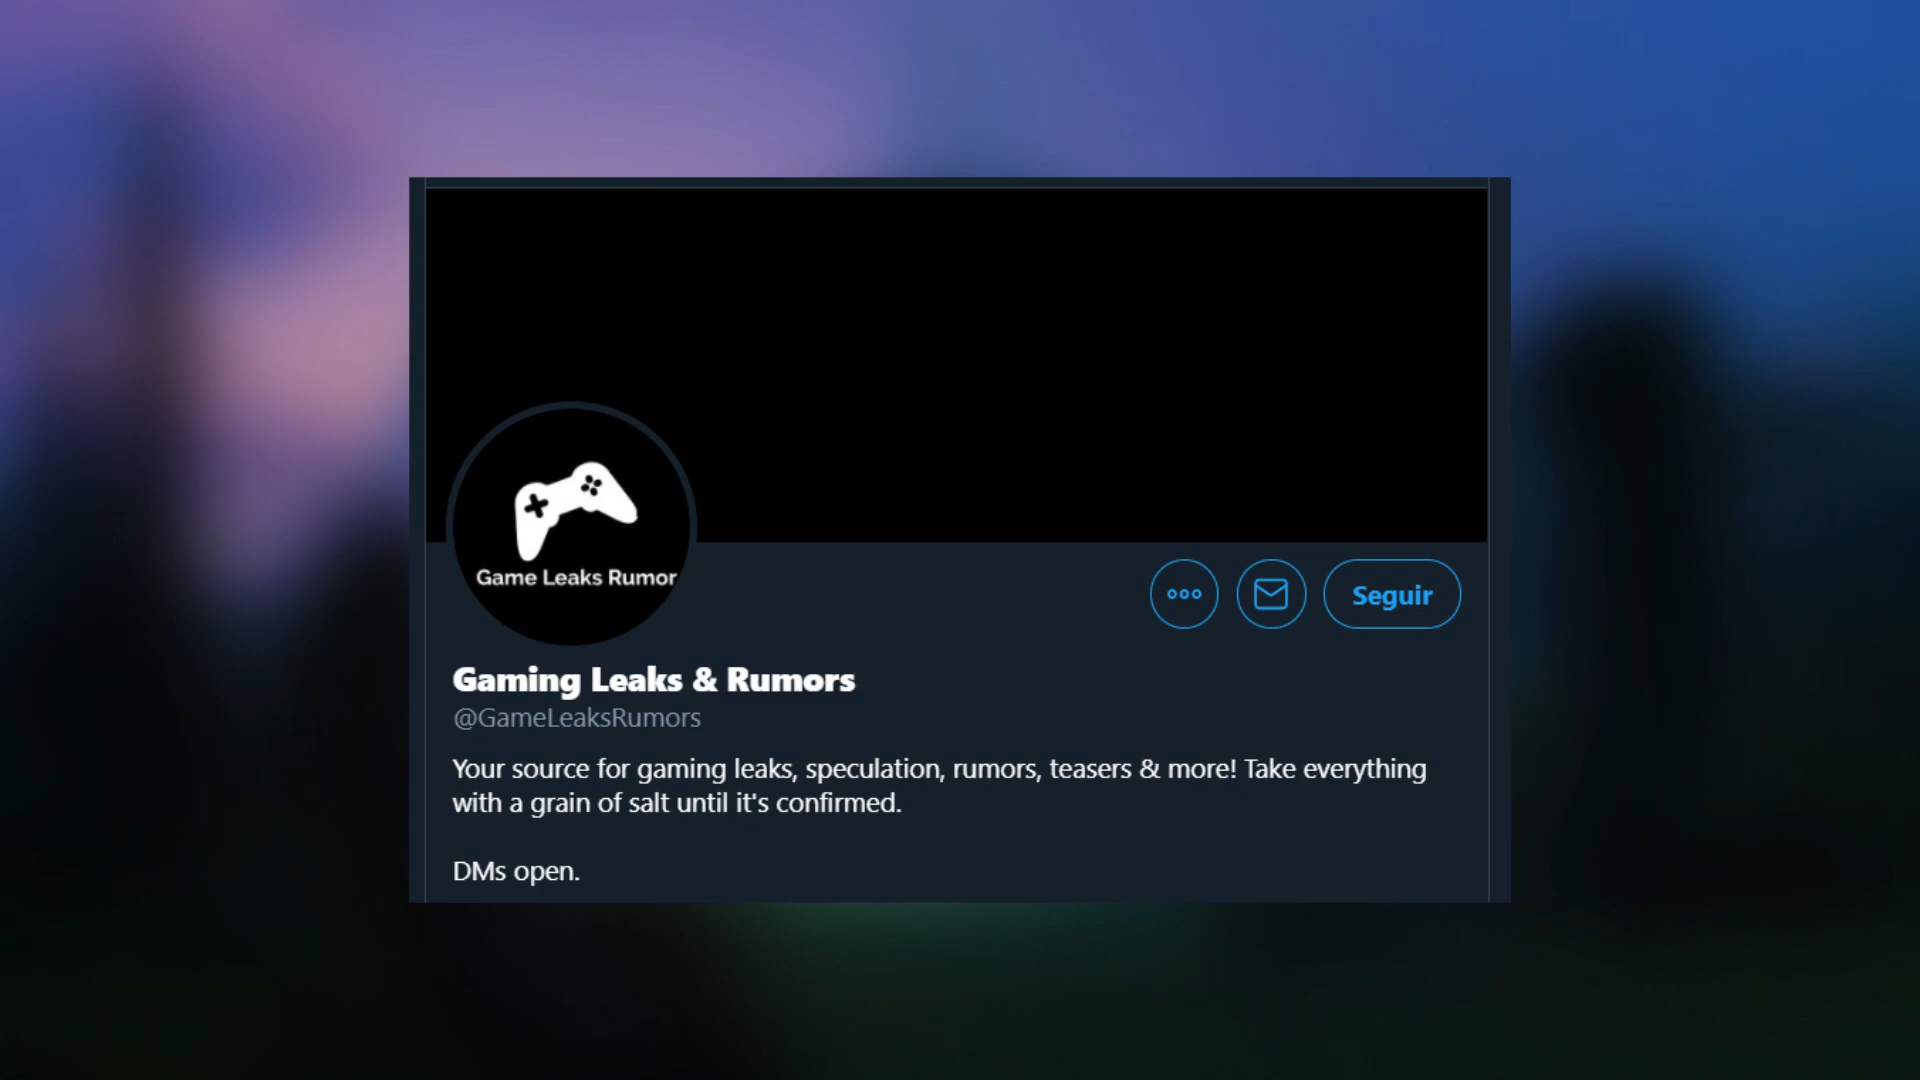 Game Leaks Rumor
Seguir
Gaming Leaks & Rumors
@GameLeaksRumors
Your source for gaming leaks, speculation, rumors, teasers & more! Take everything
with a grain of salt until it's confirmed.
DMs open.